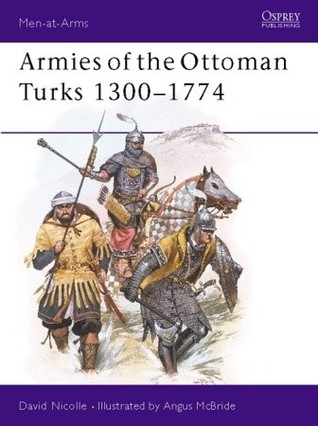 Men-at-Arms
OSPREY
PUBLISHING
Armies of the Ottoman
Turks 1300–1774
David Nicolle · Illustrated by Angus McBride